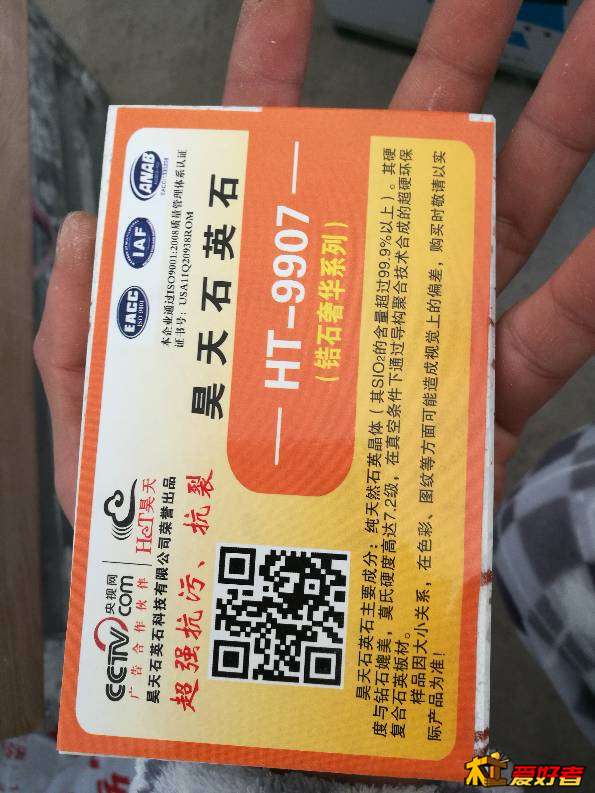 CCTV 央视网
com
广告合作伙伴
H&T昊天
昊天石英石科技有限公司荣誉出品
超强抗污、抗裂
EACC
ISO 9001
IAF
ANAB
本企业通过ISO9001:2008质量管理体系认证
证书号: USA11Q20938ROM
昊天石英石
HT-9907
(锆石奢华系列)
昊天石英石主要成分:纯天然石英晶体(其SIO2的含量超过99.9%以上)。其硬
度与钻石媲美,莫氏硬度高达7.2级,在真空条件下通过异构聚合技术合成的超硬环保
复合石英板材。
样品因大小关系,在色彩、图纹等方面可能造成视觉上的偏差,购买时敬请以实
际产品为准!
杠爱好者